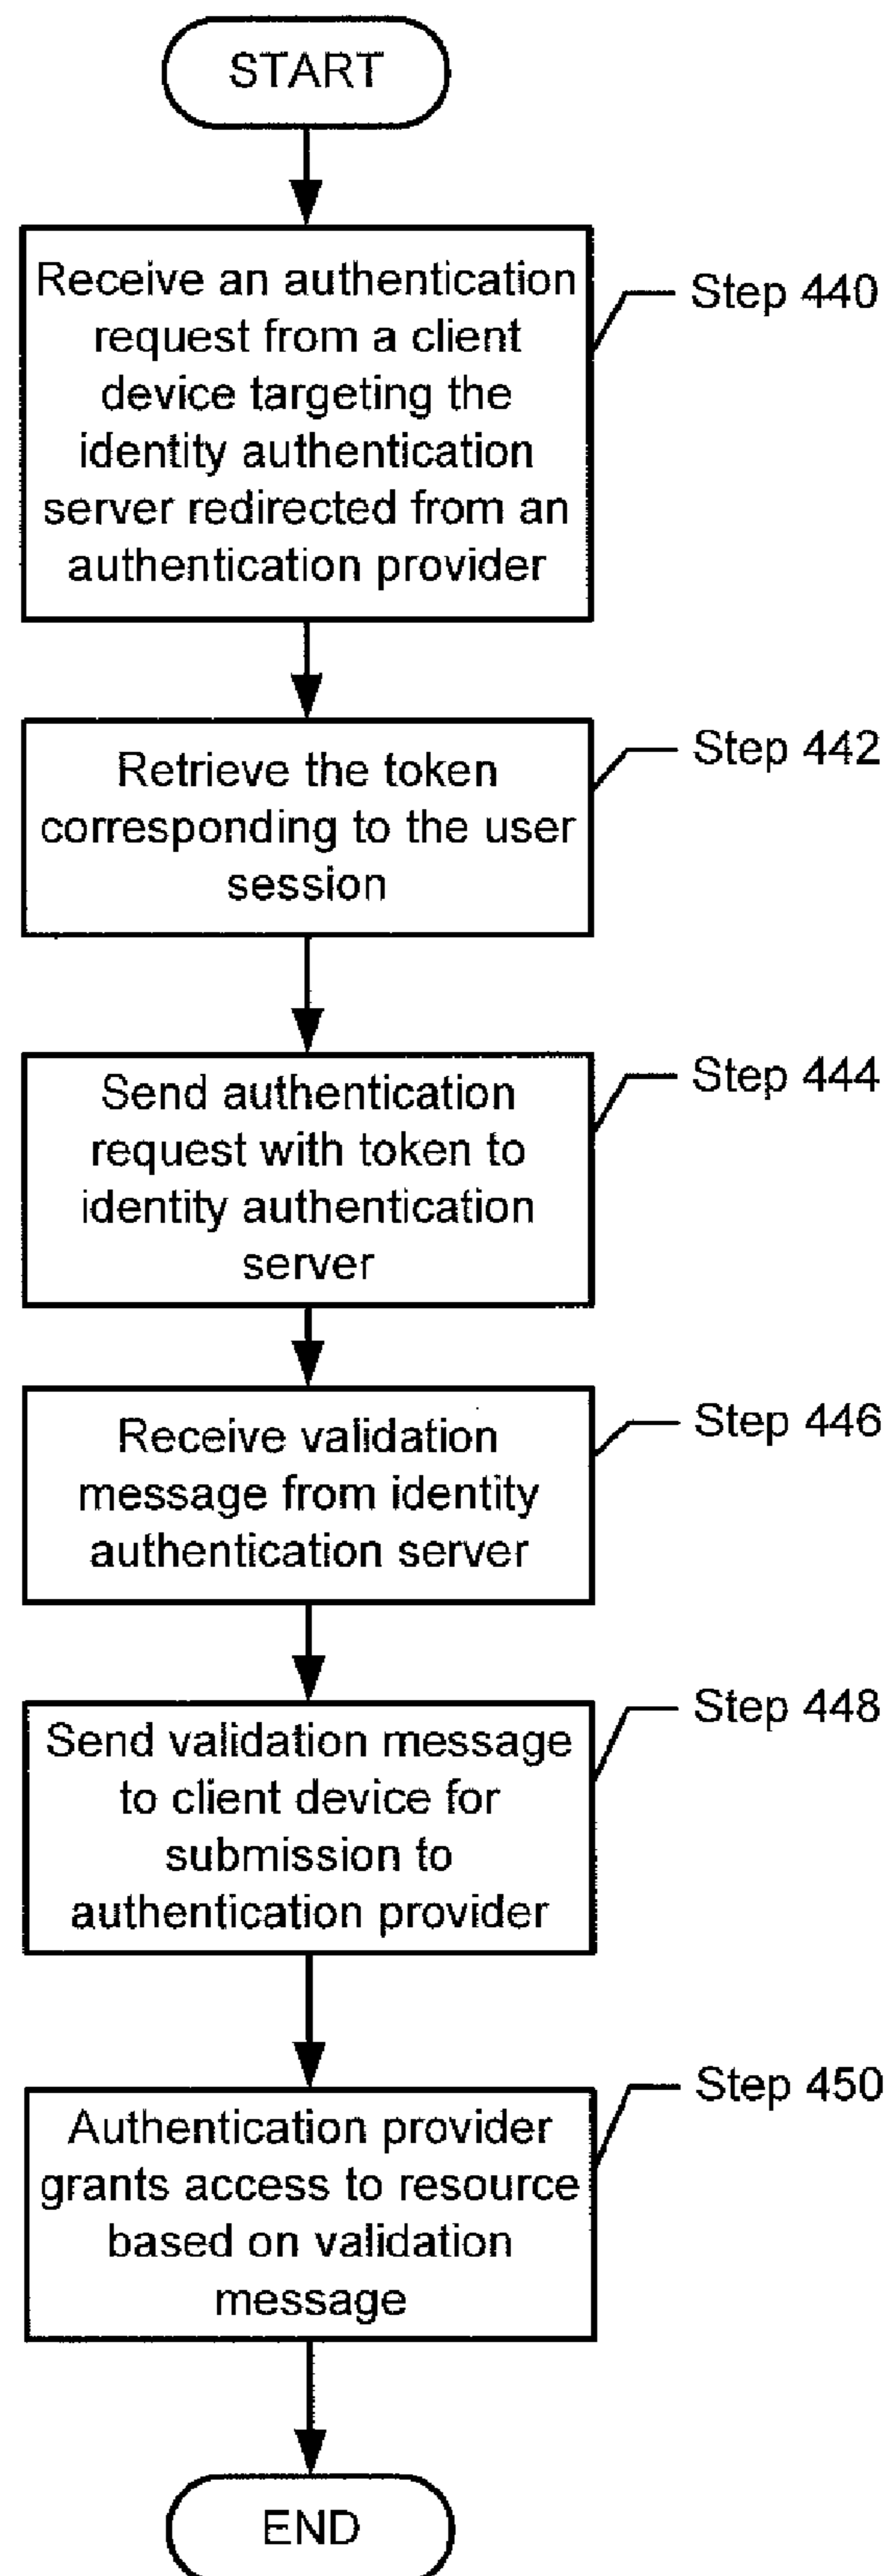 START
Receive an authentication
request from a client
device targeting the
identity authentication
server redirected from an
authentication provider
Step 440
Retrieve the token
corresponding to the user
session
Step 442
Send authentication
request with token to
identity authentication
server
Step 444
Receive validation
message from identity
authentication server
Step 446
Send validation message
to client device for
submission to
authentication provider
Step 448
Authentication provider
grants access to resource
based on validation
message
Step 450
END